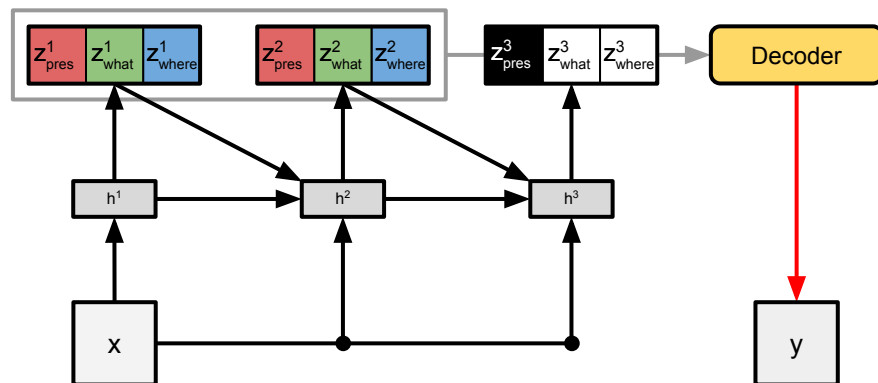 z¹pres z¹what z¹where z²pres z²what z²where z³pres z³what z³where Decoder
h¹ h² h³
x y